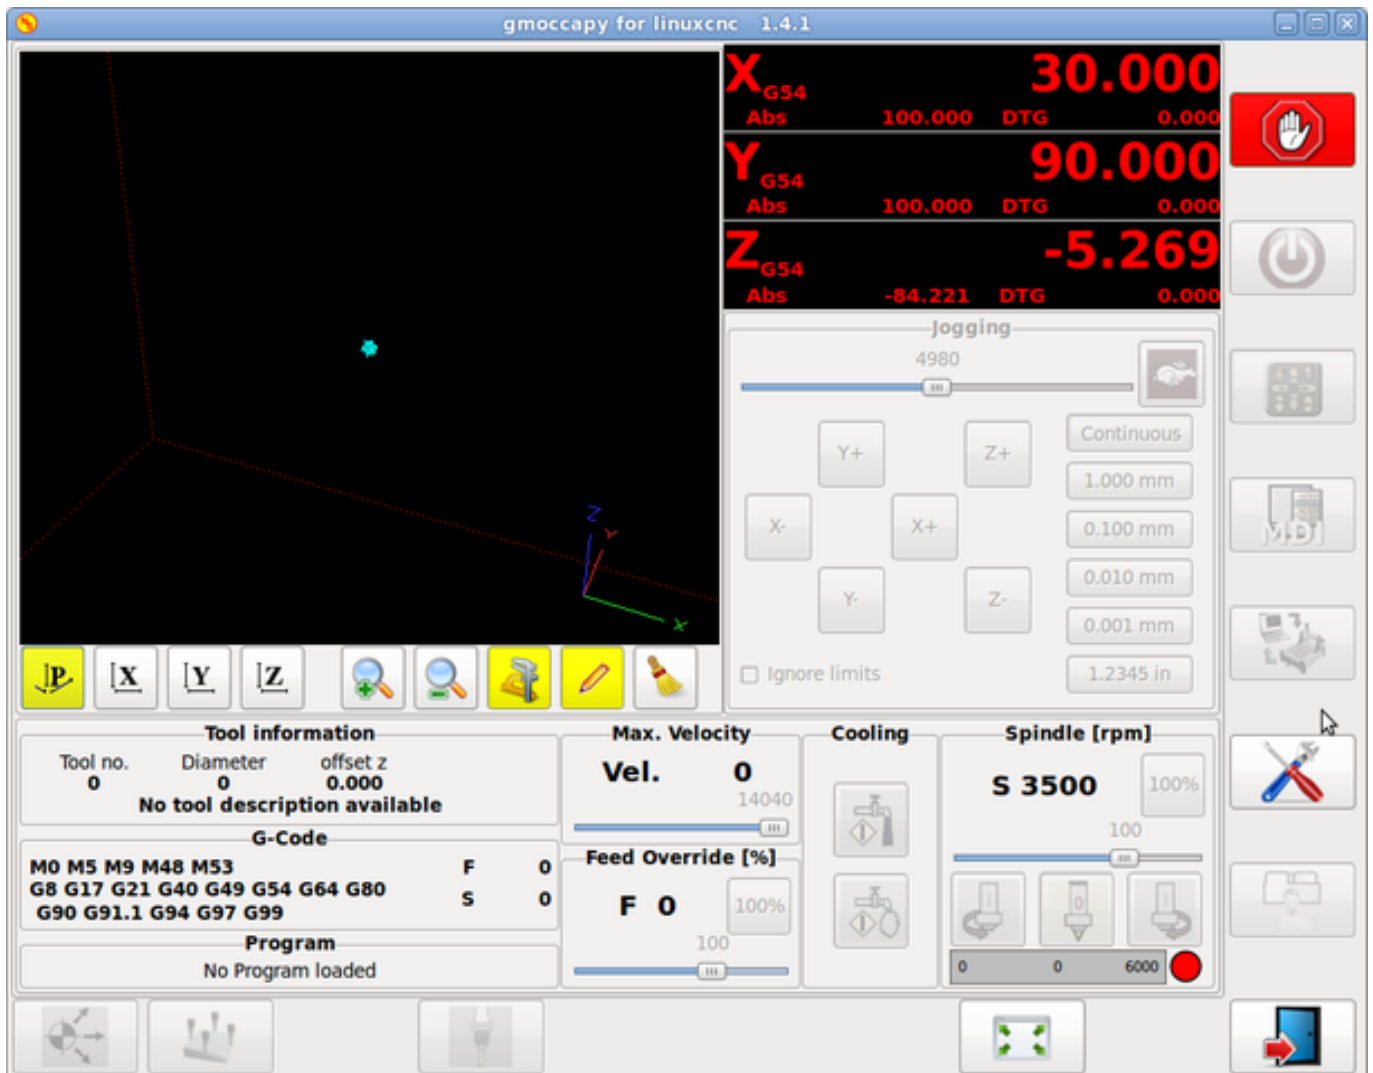 gmoccapy for linuxcnc 1.4.1
X G54 30.000
Abs 100.000 DTG 0.000
Y G54 90.000
Abs 100.000 DTG 0.000
Z G54 -5.269
Abs -84.221 DTG 0.000
Jogging
4980
Continuous
Y+ Z+
1.000 mm
X- X+
0.100 mm
0.010 mm
Y- Z-
0.001 mm
Ignore limits
1.2345 in
MDI
Z
Y
X
P X Y Z
Tool information
Tool no. Diameter offset z
0 0 0.000
No tool description available
G-Code
M0 M5 M9 M48 M53 F 0
G8 G17 G21 G40 G49 G54 G64 G80 S 0
G90 G91.1 G94 G97 G99
Program
No Program loaded
Max. Velocity
Vel. 0
14040
Feed Override [%]
F 0 100%
100
Cooling
Spindle [rpm]
S 3500 100%
100
0
0 0 6000